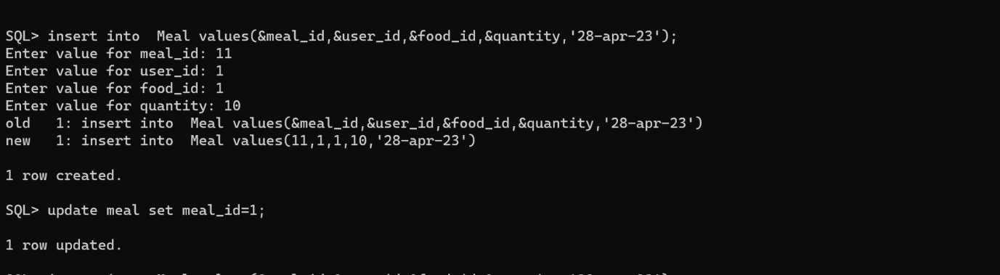 SQL> insert into  Meal values(&meal_id,&user_id,&food_id,&quantity,'28-apr-23');
Enter value for meal_id: 11
Enter value for user_id: 1
Enter value for food_id: 1
Enter value for quantity: 10
old   1: insert into  Meal values(&meal_id,&user_id,&food_id,&quantity,'28-apr-23')
new   1: insert into  Meal values(11,1,1,10,'28-apr-23')
1 row created.
SQL> update meal set meal_id=1;
1 row updated.